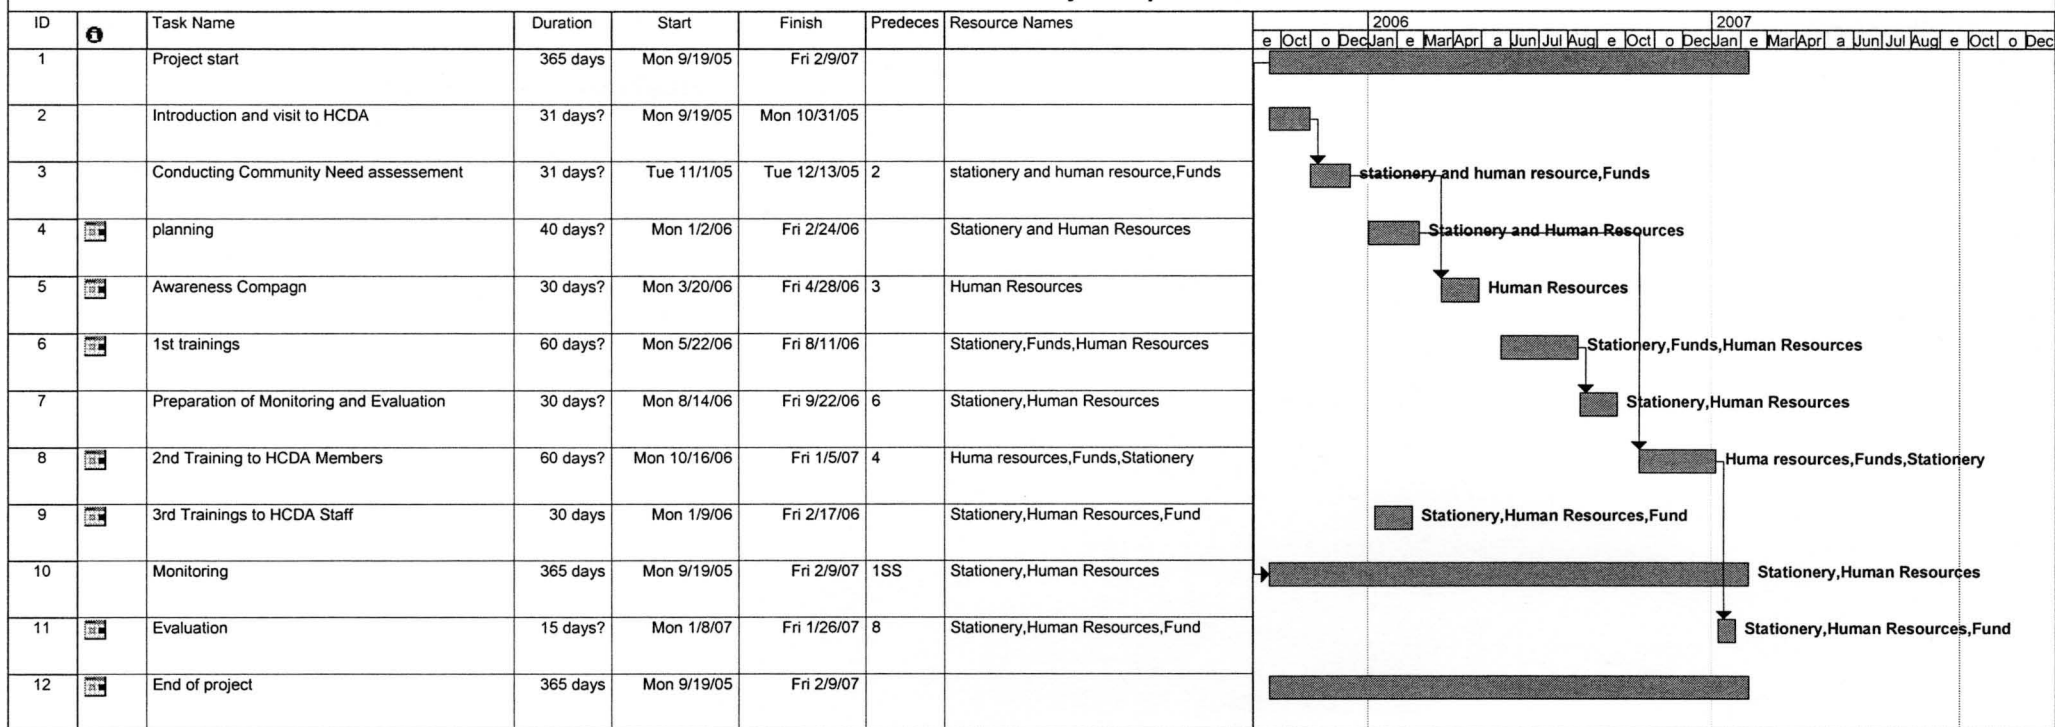 ID Task Name Duration Start Finish Predeces Resource Names 2006 2007
e Oct o Dec Jan e Mar Apr a Jun Jul Aug e Oct o Dec Jan e Mar Apr a Jun Jul Aug e Oct o Dec
1 Project start 365 days Mon 9/19/05 Fri 2/9/07
2 Introduction and visit to HCDA 31 days? Mon 9/19/05 Mon 10/31/05
3 Conducting Community Need assessement 31 days? Tue 11/1/05 Tue 12/13/05 2 stationery and human resource,Funds stationery and human resource,Funds
4 planning 40 days? Mon 1/2/06 Fri 2/24/06 Stationery and Human Resources Stationery and Human Resources
5 Awareness Compagn 30 days? Mon 3/20/06 Fri 4/28/06 3 Human Resources Human Resources
6 1st trainings 60 days? Mon 5/22/06 Fri 8/11/06 Stationery,Funds,Human Resources Stationery,Funds,Human Resources
7 Preparation of Monitoring and Evaluation 30 days? Mon 8/14/06 Fri 9/22/06 6 Stationery,Human Resources Stationery,Human Resources
8 2nd Training to HCDA Members 60 days? Mon 10/16/06 Fri 1/5/07 4 Huma resources,Funds,Stationery Huma resources,Funds,Stationery
9 3rd Trainings to HCDA Staff 30 days Mon 1/9/06 Fri 2/17/06 Stationery,Human Resources,Fund Stationery,Human Resources,Fund
10 Monitoring 365 days Mon 9/19/05 Fri 2/9/07 1SS Stationery,Human Resources Stationery,Human Resources
11 Evaluation 15 days? Mon 1/8/07 Fri 1/26/07 8 Stationery,Human Resources,Fund Stationery,Human Resources,Fund
12 End of project 365 days Mon 9/19/05 Fri 2/9/07